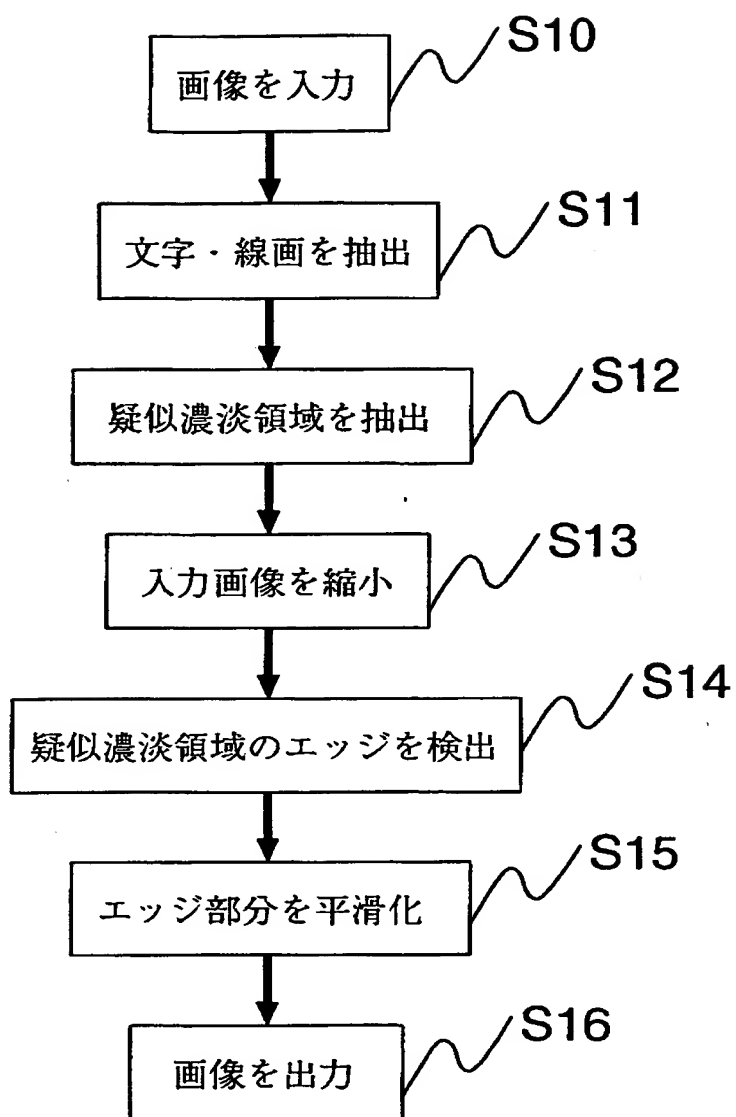 S10
画像を入力
S11
文字・線画を抽出
S12
疑似濃淡領域を抽出
S13
入力画像を縮小
S14
疑似濃淡領域のエッジを検出
S15
エッジ部分を平滑化
S16
画像を出力